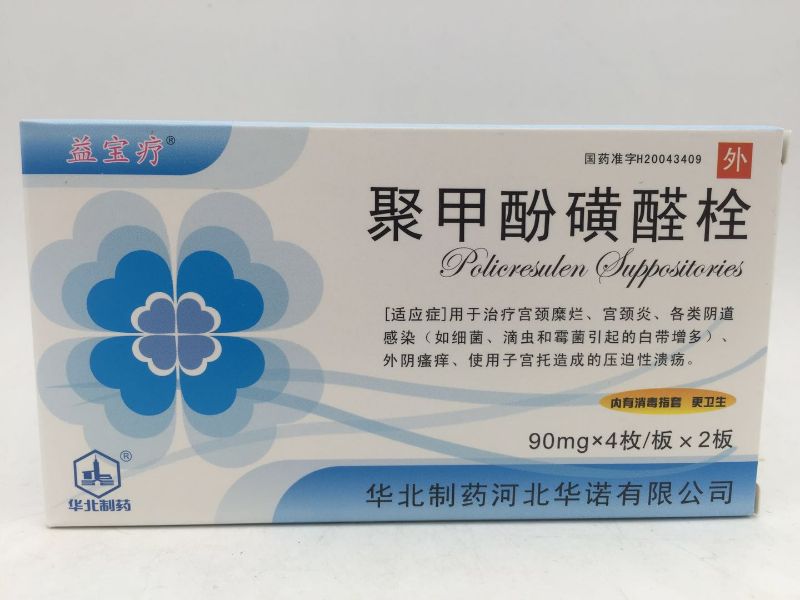 益宝疗®
国药准字H20043409
外
聚甲酚磺醛栓
Policresulen Suppositories
[适应症]用于治疗宫颈糜烂、宫颈炎、各类阴道
感染（如细菌、滴虫和霉菌引起的白带增多）、
外阴瘙痒、使用子宫托造成的压迫性溃疡。
内有消毒指套 更卫生
90mg×4枚/板×2板
®
华北制药
华北制药河北华诺有限公司